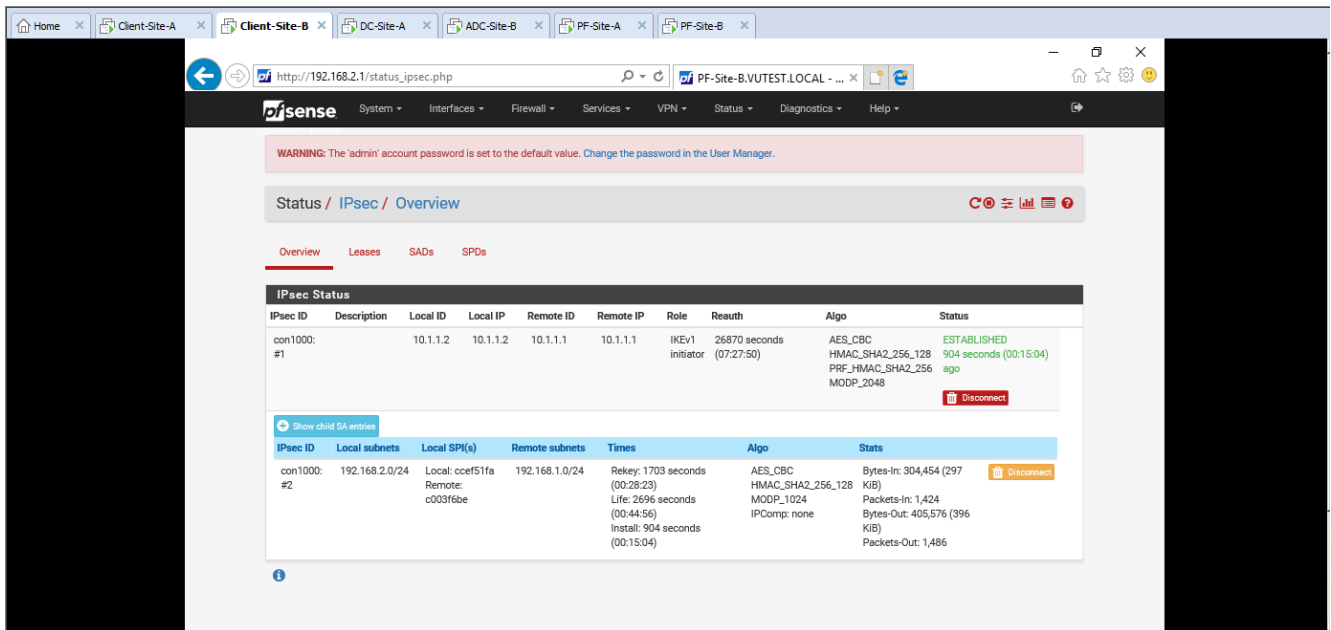 Home × Client-Site-A × Client-Site-B × DC-Site-A × ADC-Site-B × PF-Site-A × PF-Site-B ×
http://192.168.2.1/status_ipsec.php PF-Site-B.VUTEST.LOCAL - ... ×
pfsense System Interfaces Firewall Services VPN Status Diagnostics Help
WARNING: The 'admin' account password is set to the default value. Change the password in the User Manager.
Status / IPsec / Overview
Overview Leases SADs SPDs
IPsec Status
IPsec ID Description Local ID Local IP Remote ID Remote IP Role Reauth Algo Status
con1000: 10.1.1.2 10.1.1.2 10.1.1.1 10.1.1.1 IKEv1 26870 seconds AES_CBC ESTABLISHED
#1 initiator (07:27:50) HMAC_SHA2_256_128 904 seconds (00:15:04)
PRF_HMAC_SHA2_256 ago
MODP_2048
Disconnect
Show child SA entries
IPsec ID Local subnets Local SPI(s) Remote subnets Times Algo Stats
con1000: 192.168.2.0/24 Local: ccef51fa 192.168.1.0/24 Rekey: 1703 seconds AES_CBC Bytes-In: 304,454 (297 Disconnect
#2 Remote: (00:28:23) HMAC_SHA2_256_128 KiB)
c003f6be Life: 2696 seconds MODP_1024 Packets-In: 1,424
(00:44:56) IPComp: none Bytes-Out: 405,576 (396
Install: 904 seconds KiB)
(00:15:04) Packets-Out: 1,486